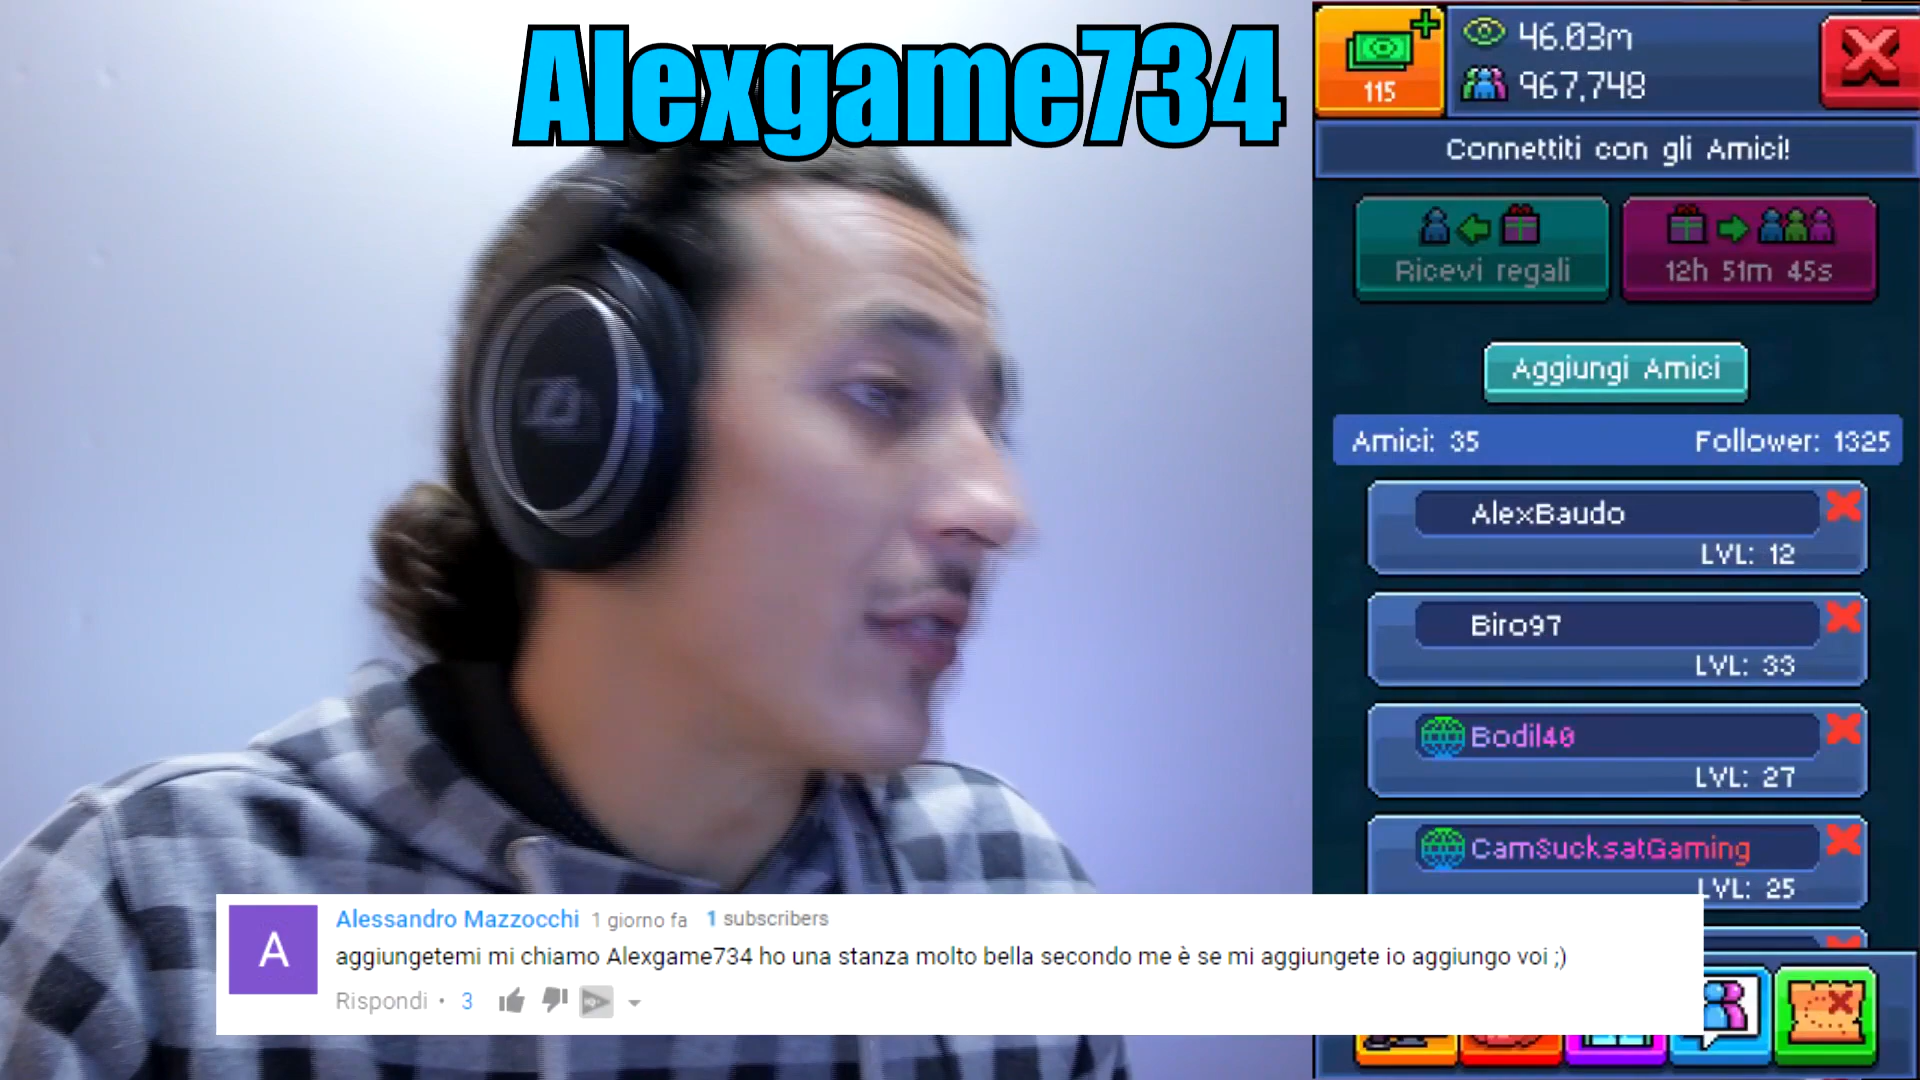 Alexgame734
115
46.03m
967,748
Connettiti con gli Amici!
Ricevi regali
12h 51m 45s
Aggiungi Amici
Amici: 35
Follower: 1325
AlexBaudo
LVL: 12
Biro97
LVL: 33
Bodil40
LVL: 27
CamSucksatGaming
LVL: 25
A
Alessandro Mazzocchi 1 giorno fa 1 subscribers
aggiungetemi mi chiamo Alexgame734 ho una stanza molto bella secondo me è se mi aggiungete io aggiungo voi ;)
Rispondi • 3